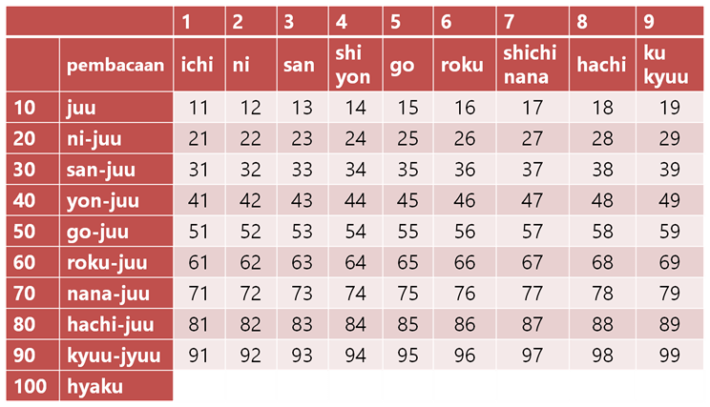 1 2 3 4 5 6 7 8 9
pembacaan ichi ni san shi yon go roku shichi nana hachi ku kyuu
10 juu 11 12 13 14 15 16 17 18 19
20 ni-juu 21 22 23 24 25 26 27 28 29
30 san-juu 31 32 33 34 35 36 37 38 39
40 yon-juu 41 42 43 44 45 46 47 48 49
50 go-juu 51 52 53 54 55 56 57 58 59
60 roku-juu 61 62 63 64 65 66 67 68 69
70 nana-juu 71 72 73 74 75 76 77 78 79
80 hachi-juu 81 82 83 84 85 86 87 88 89
90 kyuu-jyuu 91 92 93 94 95 96 97 98 99
100 hyaku